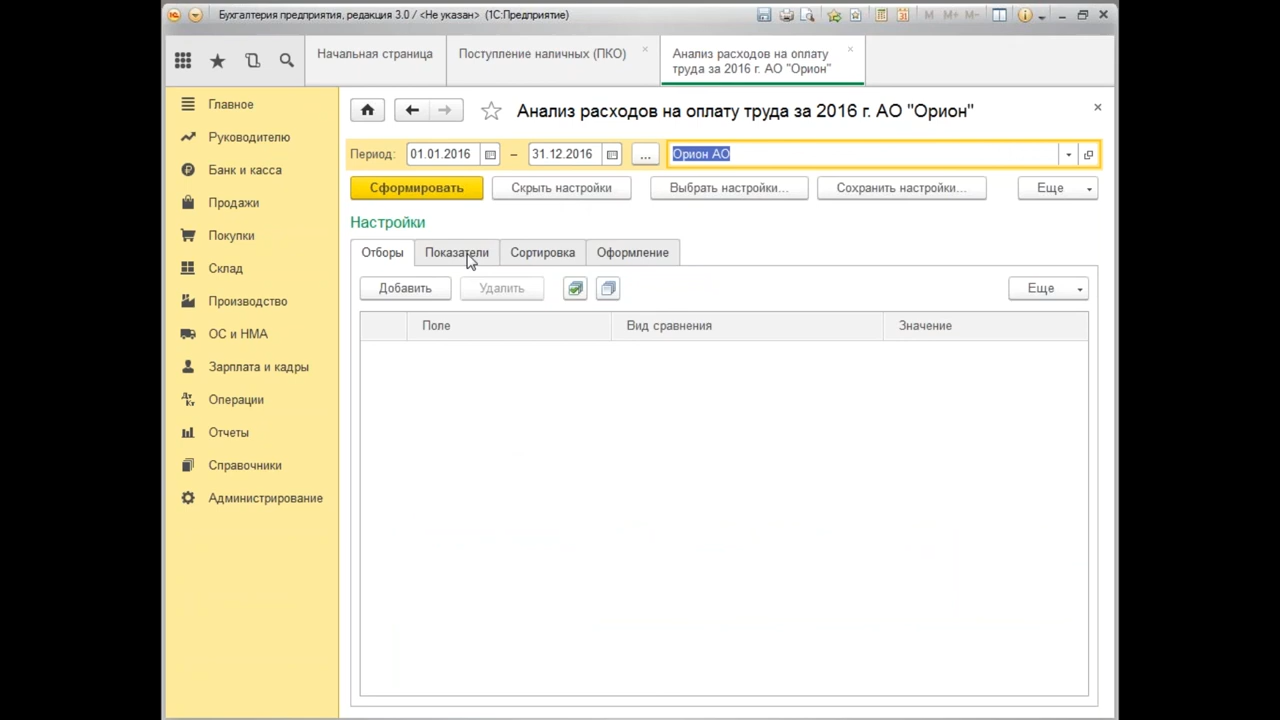 Бухгалтерия предприятия, редакция 3.0 / <Не указан> (1С:Предприятие)
M M+ M-
Начальная страница
Поступление наличных (ПКО)
Анализ расходов на оплату
труда за 2016 г. АО "Орион"
Главное
Руководителю
Банк и касса
Продажи
Покупки
Склад
Производство
ОС и НМА
Зарплата и кадры
Операции
Отчеты
Справочники
Администрирование
Анализ расходов на оплату труда за 2016 г. АО "Орион"
Период: 01.01.2016 – 31.12.2016 ... Орион АО
Сформировать Скрыть настройки Выбрать настройки... Сохранить настройки... Еще
Настройки
Отборы Показатели Сортировка Оформление
Добавить Удалить Еще
Поле Вид сравнения Значение